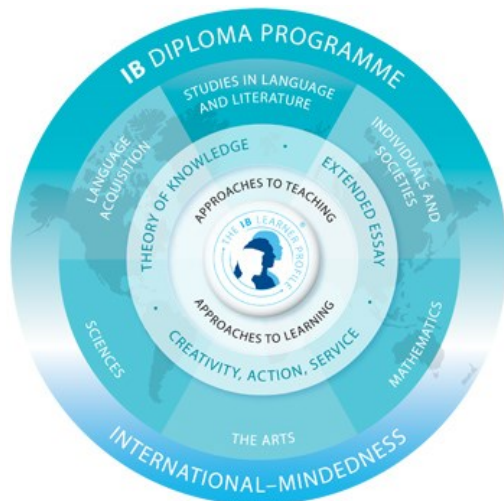 IB DIPLOMA PROGRAMME
STUDIES IN LANGUAGE
AND LITERATURE
LANGUAGE
ACQUISITION
INDIVIDUALS AND
SOCIETIES
THEORY OF KNOWLEDGE
•
EXTENDED ESSAY
•
CREATIVITY, ACTION, SERVICE
•
APPROACHES TO TEACHING
THE IB LEARNER PROFILE
®
APPROACHES TO LEARNING
SCIENCES
MATHEMATICS
THE ARTS
INTERNATIONAL–MINDEDNESS